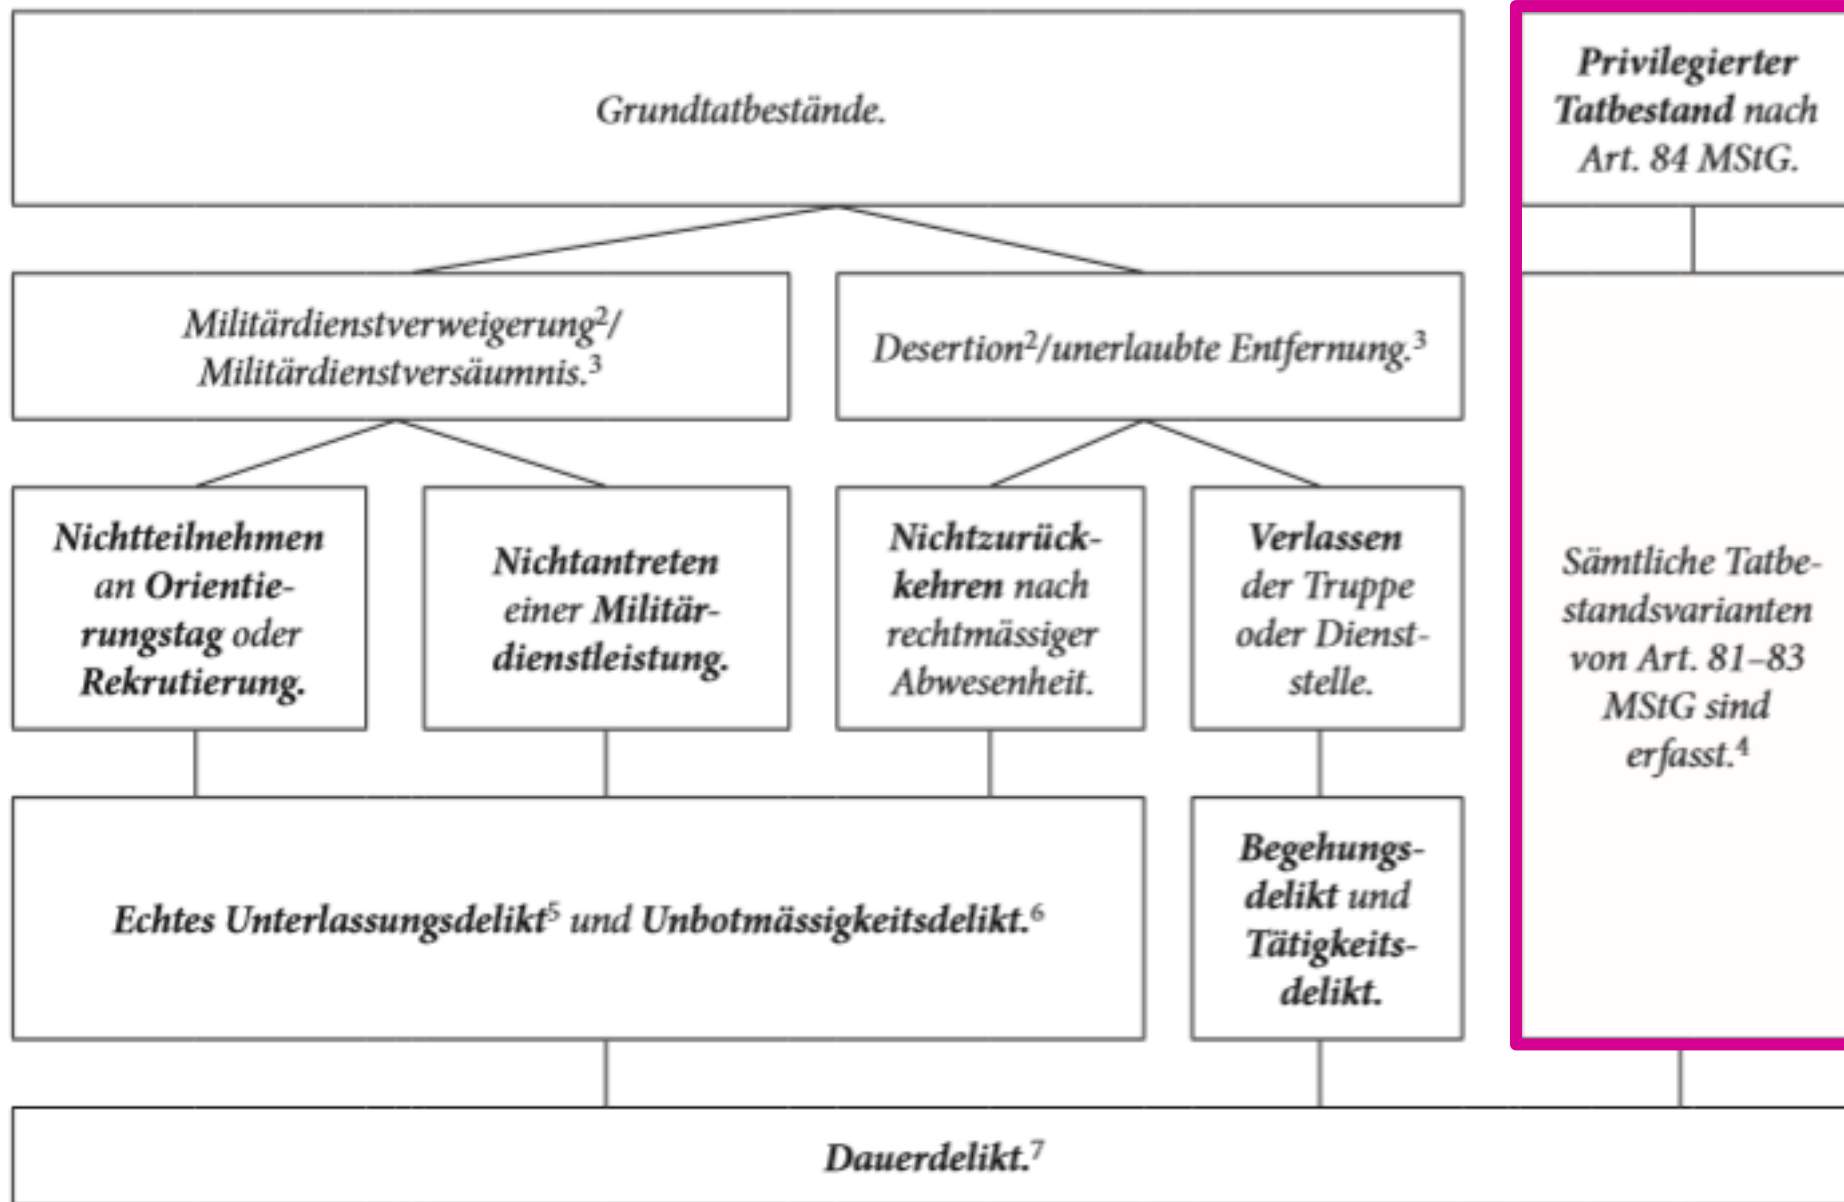 Grundtatbestände.
Privilegierter
Tatbestand nach
Art. 84 MStG.
Militärdienstverweigerung²/
Militärdienstversäumnis.³
Desertion²/unerlaubte Entfernung.³
Nichtteilnehmen
an Orientie-
rungstag oder
Rekrutierung.
Nichtantreten
einer Militär-
dienstleistung.
Nichtzurück-
kehren nach
rechtmässiger
Abwesenheit.
Verlassen
der Truppe
oder Dienst-
stelle.
Sämtliche Tatbe-
standsvarianten
von Art. 81–83
MStG sind
erfasst.⁴
Echtes Unterlassungsdelikt⁵ und Unbotmässigkeitsdelikt.⁶
Begehungs-
delikt und
Tätigkeits-
delikt.
Dauerdelikt.⁷